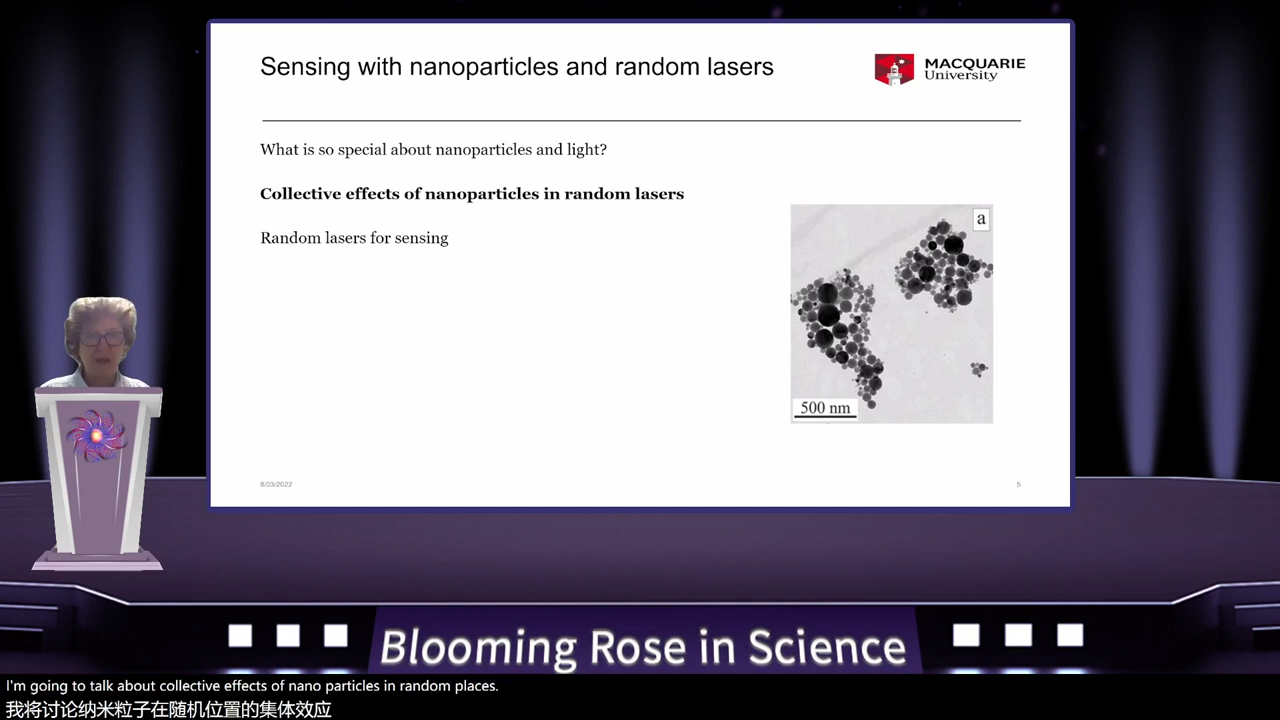 Sensing with nanoparticles and random lasers
MACQUARIE
University
What is so special about nanoparticles and light?
Collective effects of nanoparticles in random lasers
Random lasers for sensing
a
500 nm
8/03/2022
5
Blooming Rose in Science
I'm going to talk about collective effects of nano particles in random places.
我将讨论纳米粒子在随机位置的集体效应